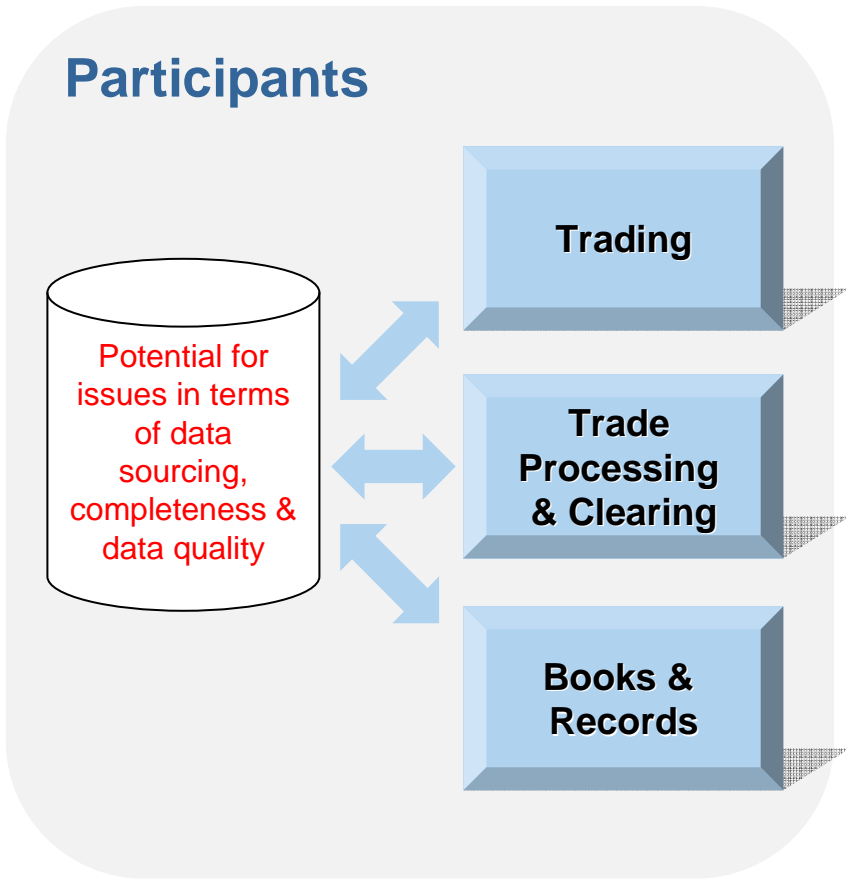 Participants
Potential for
issues in terms
of data
sourcing,
completeness &
data quality
Trading
Trade
Processing
& Clearing
Books &
Records